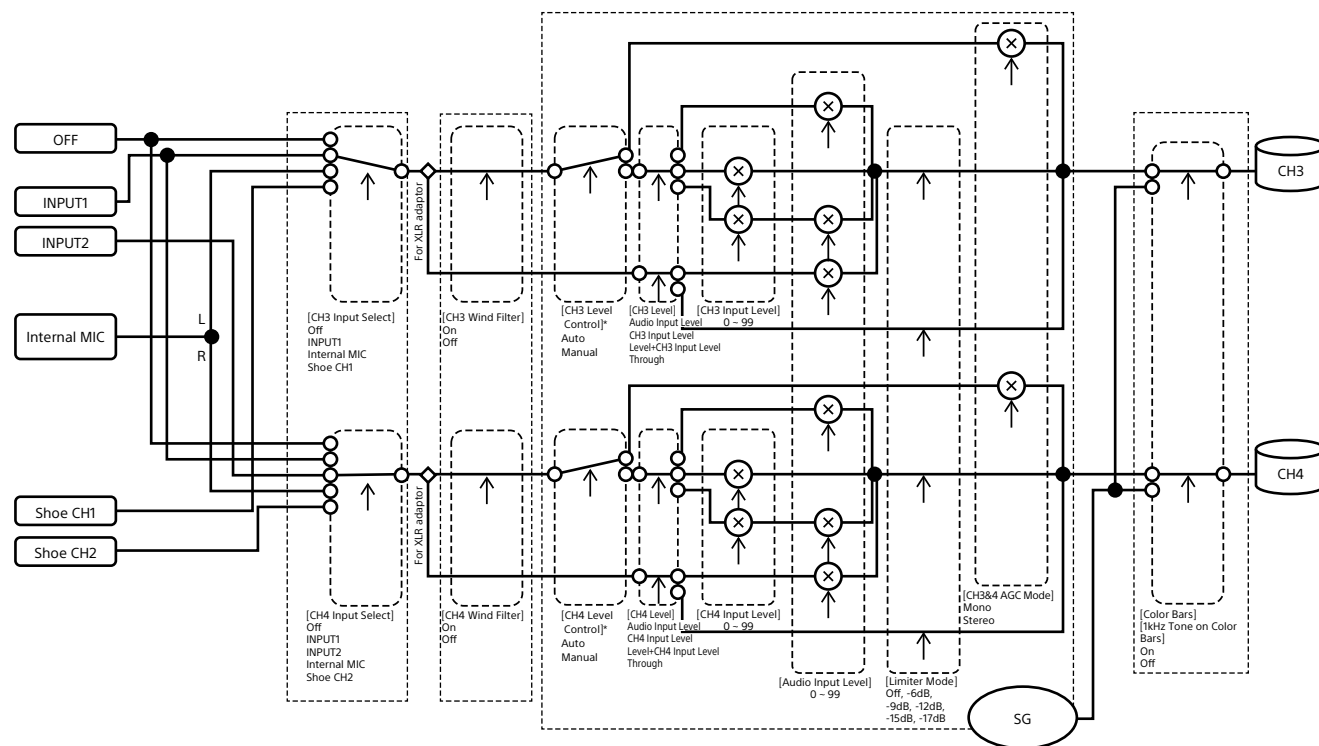 OFF
INPUT1
INPUT2
Internal MIC
L
R
Shoe CH1
Shoe CH2
[CH3 Input Select]
Off
INPUT1
Internal MIC
Shoe CH1
For XLR adaptor
[CH3 Wind Filter]
On
Off
[CH3 Level
Control]*
Auto
Manual
[CH3 Level]
Audio Input Level
CH3 Input Level
Level+CH3 Input Level
Through
[CH3 Input Level]
0 ~ 99
CH3
[CH4 Input Select]
Off
INPUT1
INPUT2
Internal MIC
Shoe CH2
For XLR adaptor
[CH4 Wind Filter]
On
Off
[CH4 Level
Control]*
Auto
Manual
[CH4 Level]
Audio Input Level
CH4 Input Level
Level+CH4 Input Level
Through
[CH4 Input Level]
0 ~ 99
[Audio Input Level]
0 ~ 99
[Limiter Mode]
Off, -6dB,
-9dB, -12dB,
-15dB, -17dB
[CH3&4 AGC Mode]
Mono
Stereo
SG
[Color Bars]
[1kHz Tone on Color
Bars]
On
Off
CH4